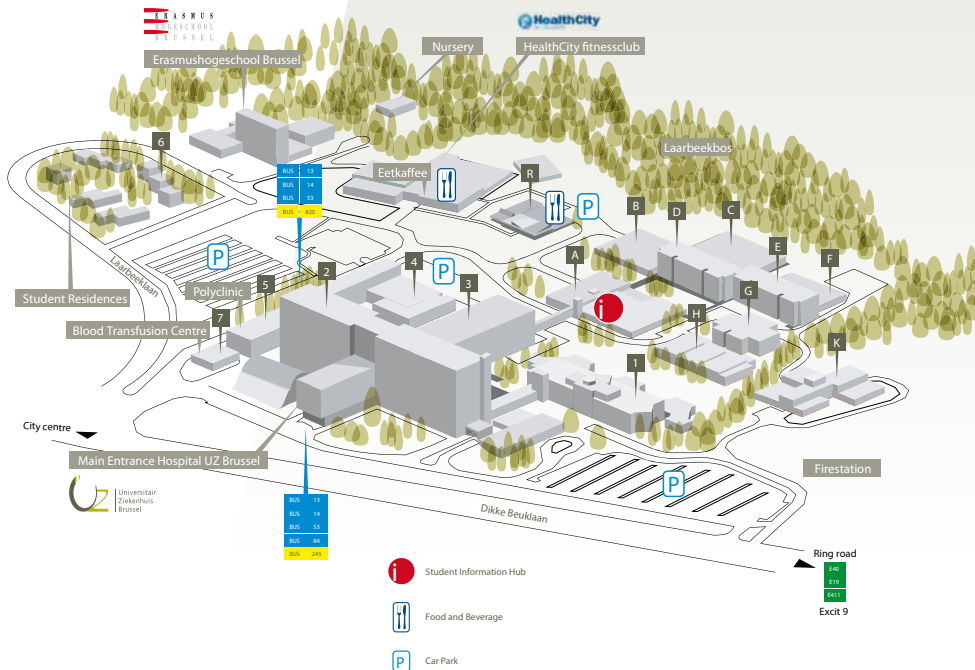 ERASMUS
HOGESCHOOL
BRUSSEL
HealthCity
Erasmushogeschool Brussel
Nursery
HealthCity fitnessclub
6
Laarbeekbos
BUS 13
BUS 14
BUS 53
BUS 820
Eetkaffee
R
P
B
D
C
Laarbeeklaan
P
P
A
E
F
Student Residences
Polyclinic
5
2
4
3
i
G
Blood Transfusion Centre
7
H
K
1
City centre
Main Entrance Hospital UZ Brussel
Firestation
UZ
Universitair
Ziekenhuis
Brussel
P
BUS 13
BUS 14
BUS 53
BUS 84
BUS 245
Dikke Beuklaan
Ring road
E40
E19
E411
Excit 9
i Student Information Hub
Food and Beverage
P Car Park